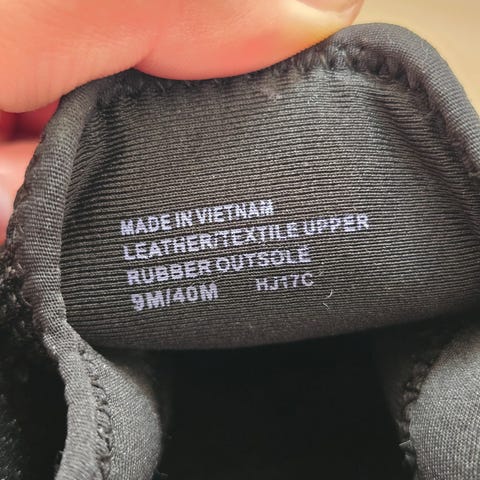 MADE IN VIETNAM
LEATHER/TEXTILE UPPER
RUBBER OUTSOLE
9M/40M HJ17C